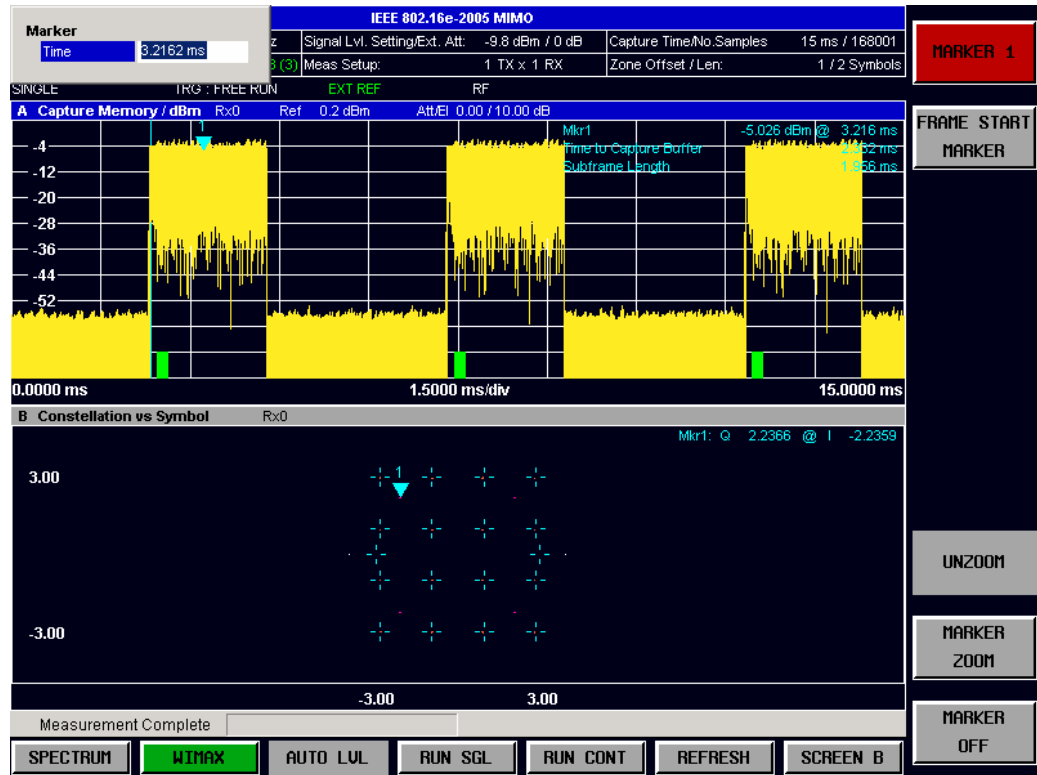 IEEE 802.16e-2005 MIMO
Marker
Time 3.2162 ms
z Signal Lvl. Setting/Ext. Att: -9.8 dBm / 0 dB Capture Time/No.Samples 15 ms / 168001
(3) Meas Setup: 1 TX x 1 RX Zone Offset / Len: 1 / 2 Symbols
SINGLE TRG : FREE RUN EXT REF RF
A Capture Memory / dBm Rx0 Ref 0.2 dBm Att/El 0.00 / 10.00 dB
1
Mkr1 -5.026 dBm @ 3.216 ms
Time to Capture Buffer ms
Subframe Length 1.956 ms
-4
-12
-20
-28
-36
-44
-52
0.0000 ms 1.5000 ms/div 15.0000 ms
B Constellation vs Symbol Rx0
Mkr1: Q 2.2366 @ I -2.2359
1
3.00
-3.00
-3.00 3.00
Measurement Complete
SPECTRUM WIMAX AUTO LVL RUN SGL RUN CONT REFRESH SCREEN B
MARKER 1
FRAME START
MARKER
UNZOOM
MARKER
ZOOM
MARKER
OFF